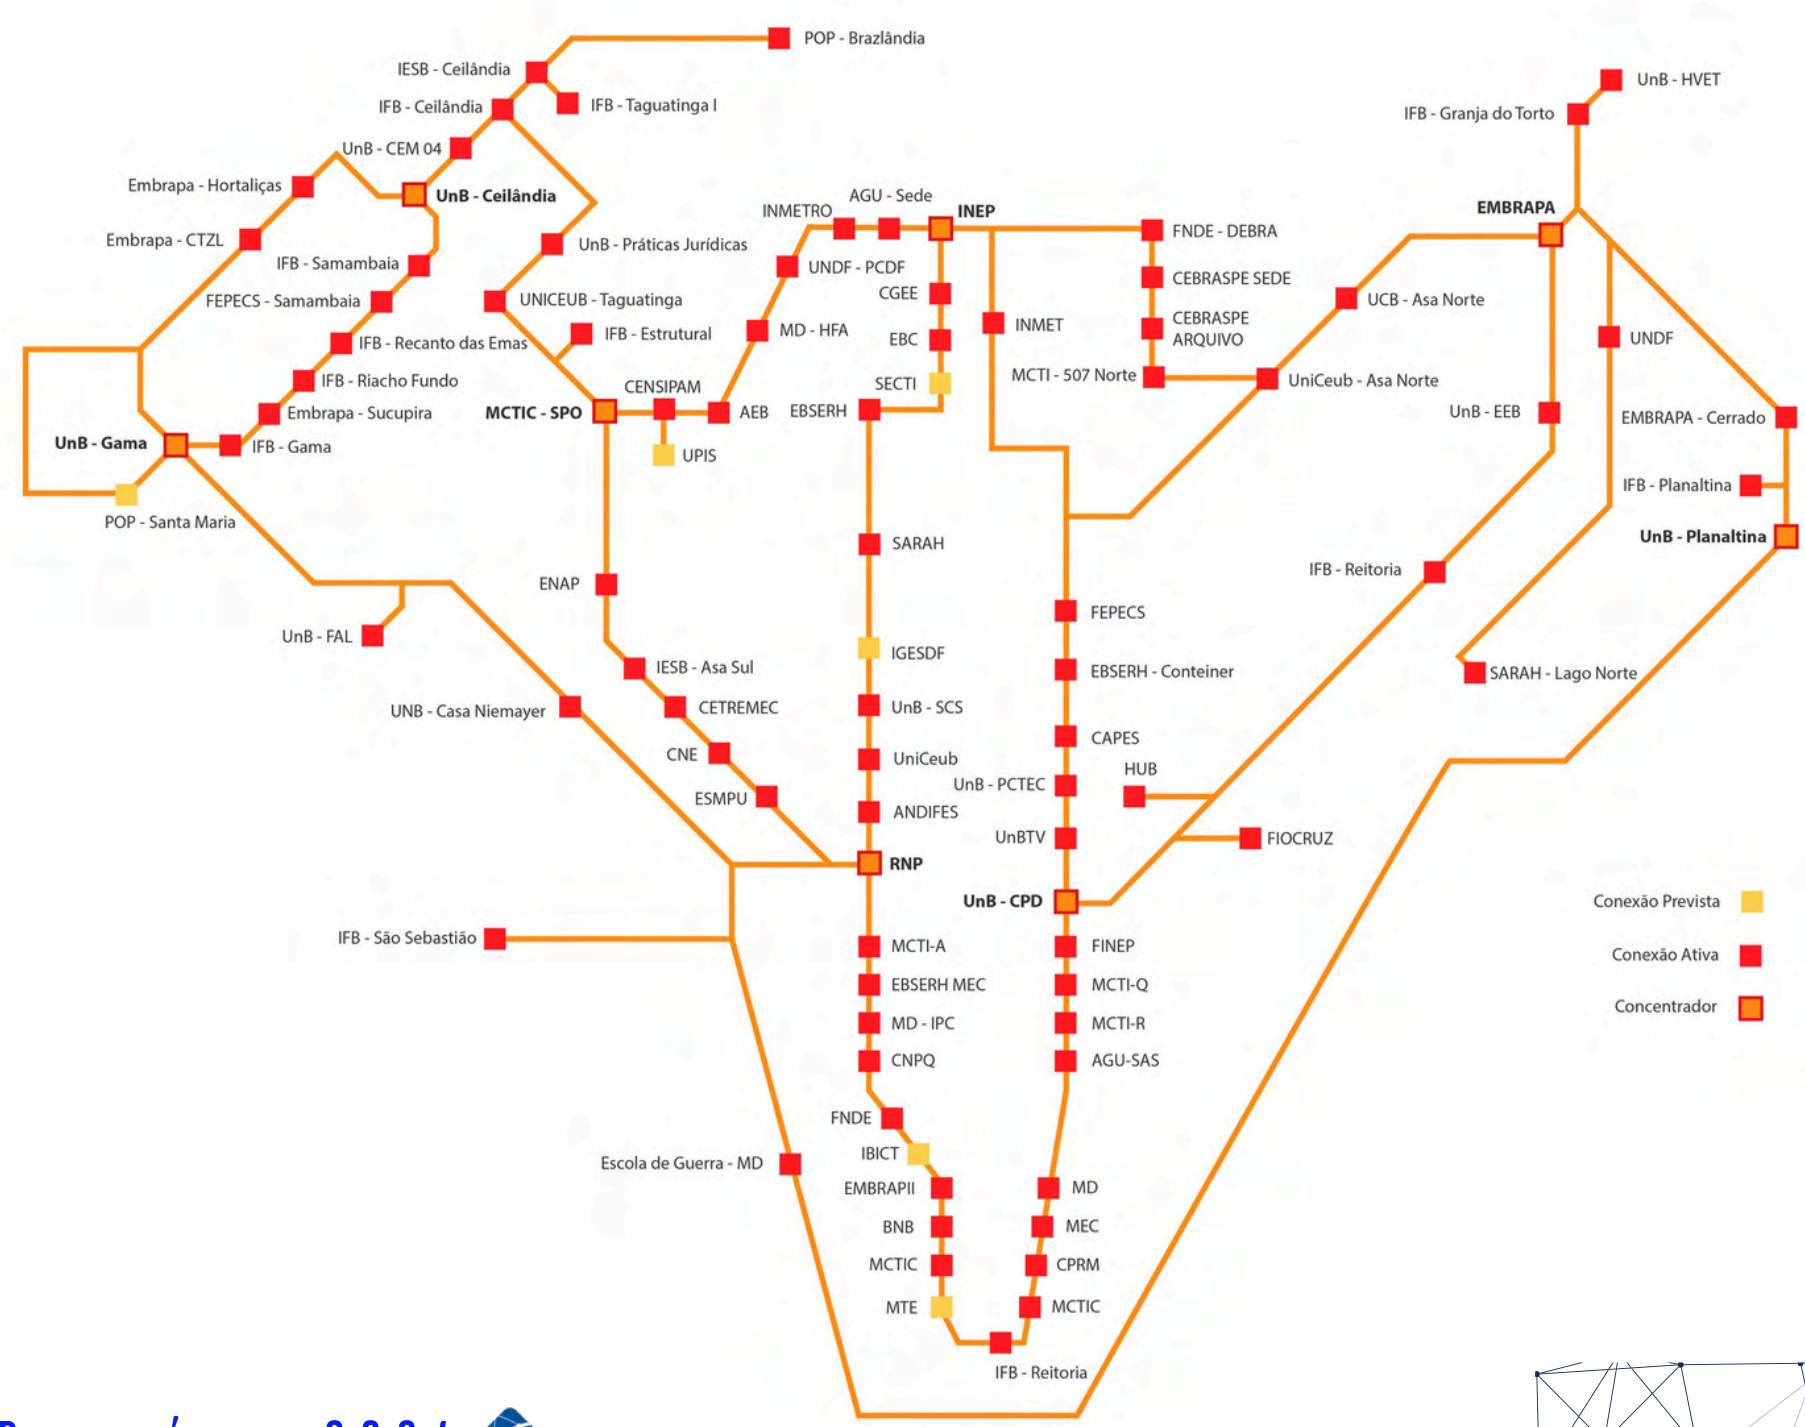 POP - Brazlândia
IESB - Ceilândia
IFB - Taguatinga I
IFB - Ceilândia
UnB - CEM 04
Embrapa - Hortaliças
UnB - Ceilândia
Embrapa - CTZL
IFB - Samambaia
FEPECS - Samambaia
IFB - Recanto das Emas
IFB - Riacho Fundo
Embrapa - Sucupira
UnB - Gama
IFB - Gama
POP - Santa Maria
UnB - Práticas Jurídicas
UNICEUB - Taguatinga
IFB - Estrutural
CENSIPAM
MCTIC - SPO
AEB
UPIS
INMETRO
AGU - Sede
INEP
UNDF - PCDF
MD - HFA
CGEE
EBC
SECTI
EBSERH
INMET
FNDE - DEBRA
CEBRASPE SEDE
CEBRASPE
ARQUIVO
MCTI - 507 Norte
UniCeub - Asa Norte
UCB - Asa Norte
UnB - HVET
IFB - Granja do Torto
EMBRAPA
UNDF
UnB - EEB
EMBRAPA - Cerrado
IFB - Planaltina
UnB - Planaltina
IFB - Reitoria
SARAH - Lago Norte
SARAH
ENAP
UnB - FAL
IESB - Asa Sul
CETREMEC
CNE
ESMPU
UNB - Casa Niemayer
IGESDF
UnB - SCS
UniCeub
ANDIFES
RNP
FEPECS
EBSERH - Conteiner
CAPES
HUB
UnB - PCTEC
UnBTV
FIOCRUZ
UnB - CPD
IFB - São Sebastião
MCTI-A
EBSERH MEC
MD - IPC
CNPQ
FINEP
MCTI-Q
MCTI-R
AGU-SAS
FNDE
IBICT
EMBRAPII
BNB
MCTIC
MTE
MD
MEC
CPRM
MCTIC
IFB - Reitoria
Escola de Guerra - MD
Conexão Prevista
Conexão Ativa
Concentrador